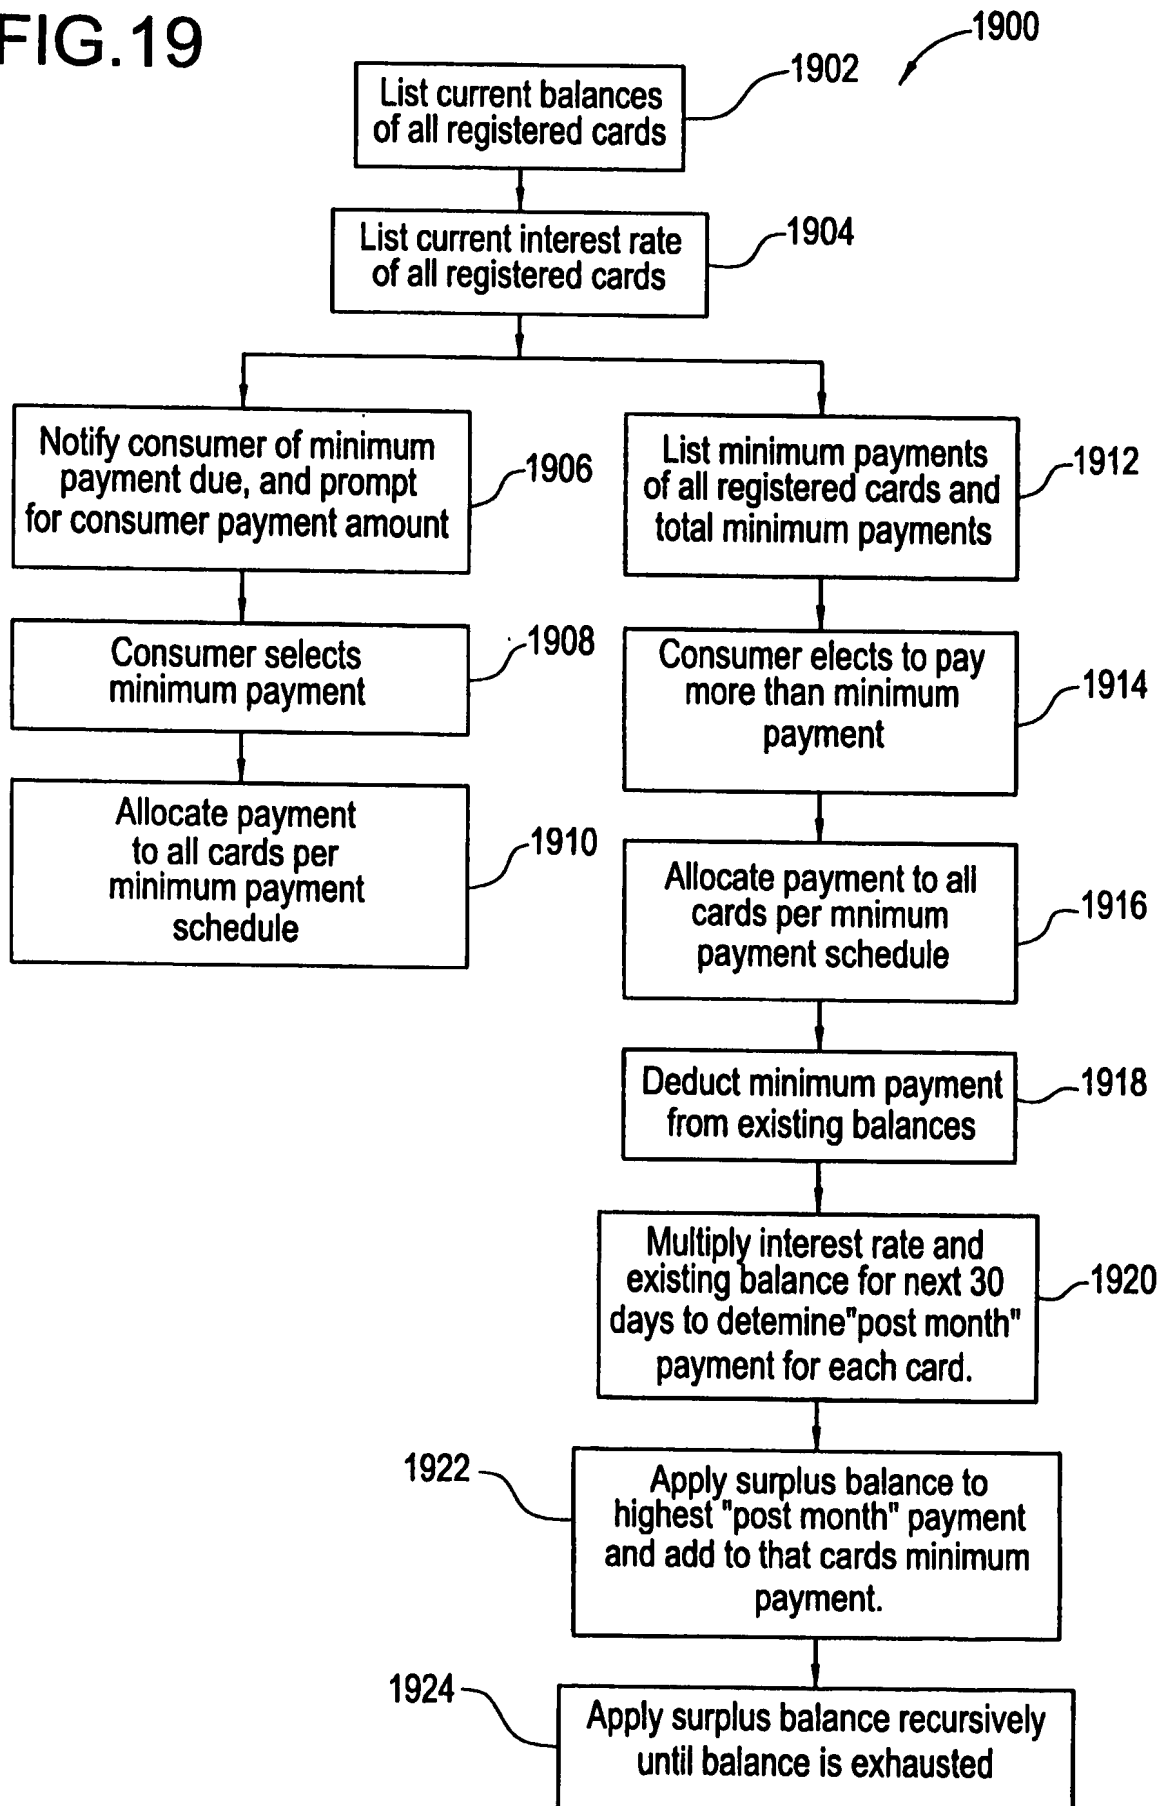 FIG.19
1900
List current balances
of all registered cards
1902
List current interest rate
of all registered cards
1904
Notify consumer of minimum
payment due, and prompt
for consumer payment amount
1906
Consumer selects
minimum payment
1908
Allocate payment
to all cards per
minimum payment
schedule
1910
List minimum payments
of all registered cards and
total minimum payments
1912
Consumer elects to pay
more than minimum
payment
1914
Allocate payment to all
cards per mnimum
payment schedule
1916
Deduct minimum payment
from existing balances
1918
Multiply interest rate and
existing balance for next 30
days to detemine"post month"
payment for each card.
1920
1922
Apply surplus balance to
highest "post month" payment
and add to that cards minimum
payment.
1924
Apply surplus balance recursively
until balance is exhausted